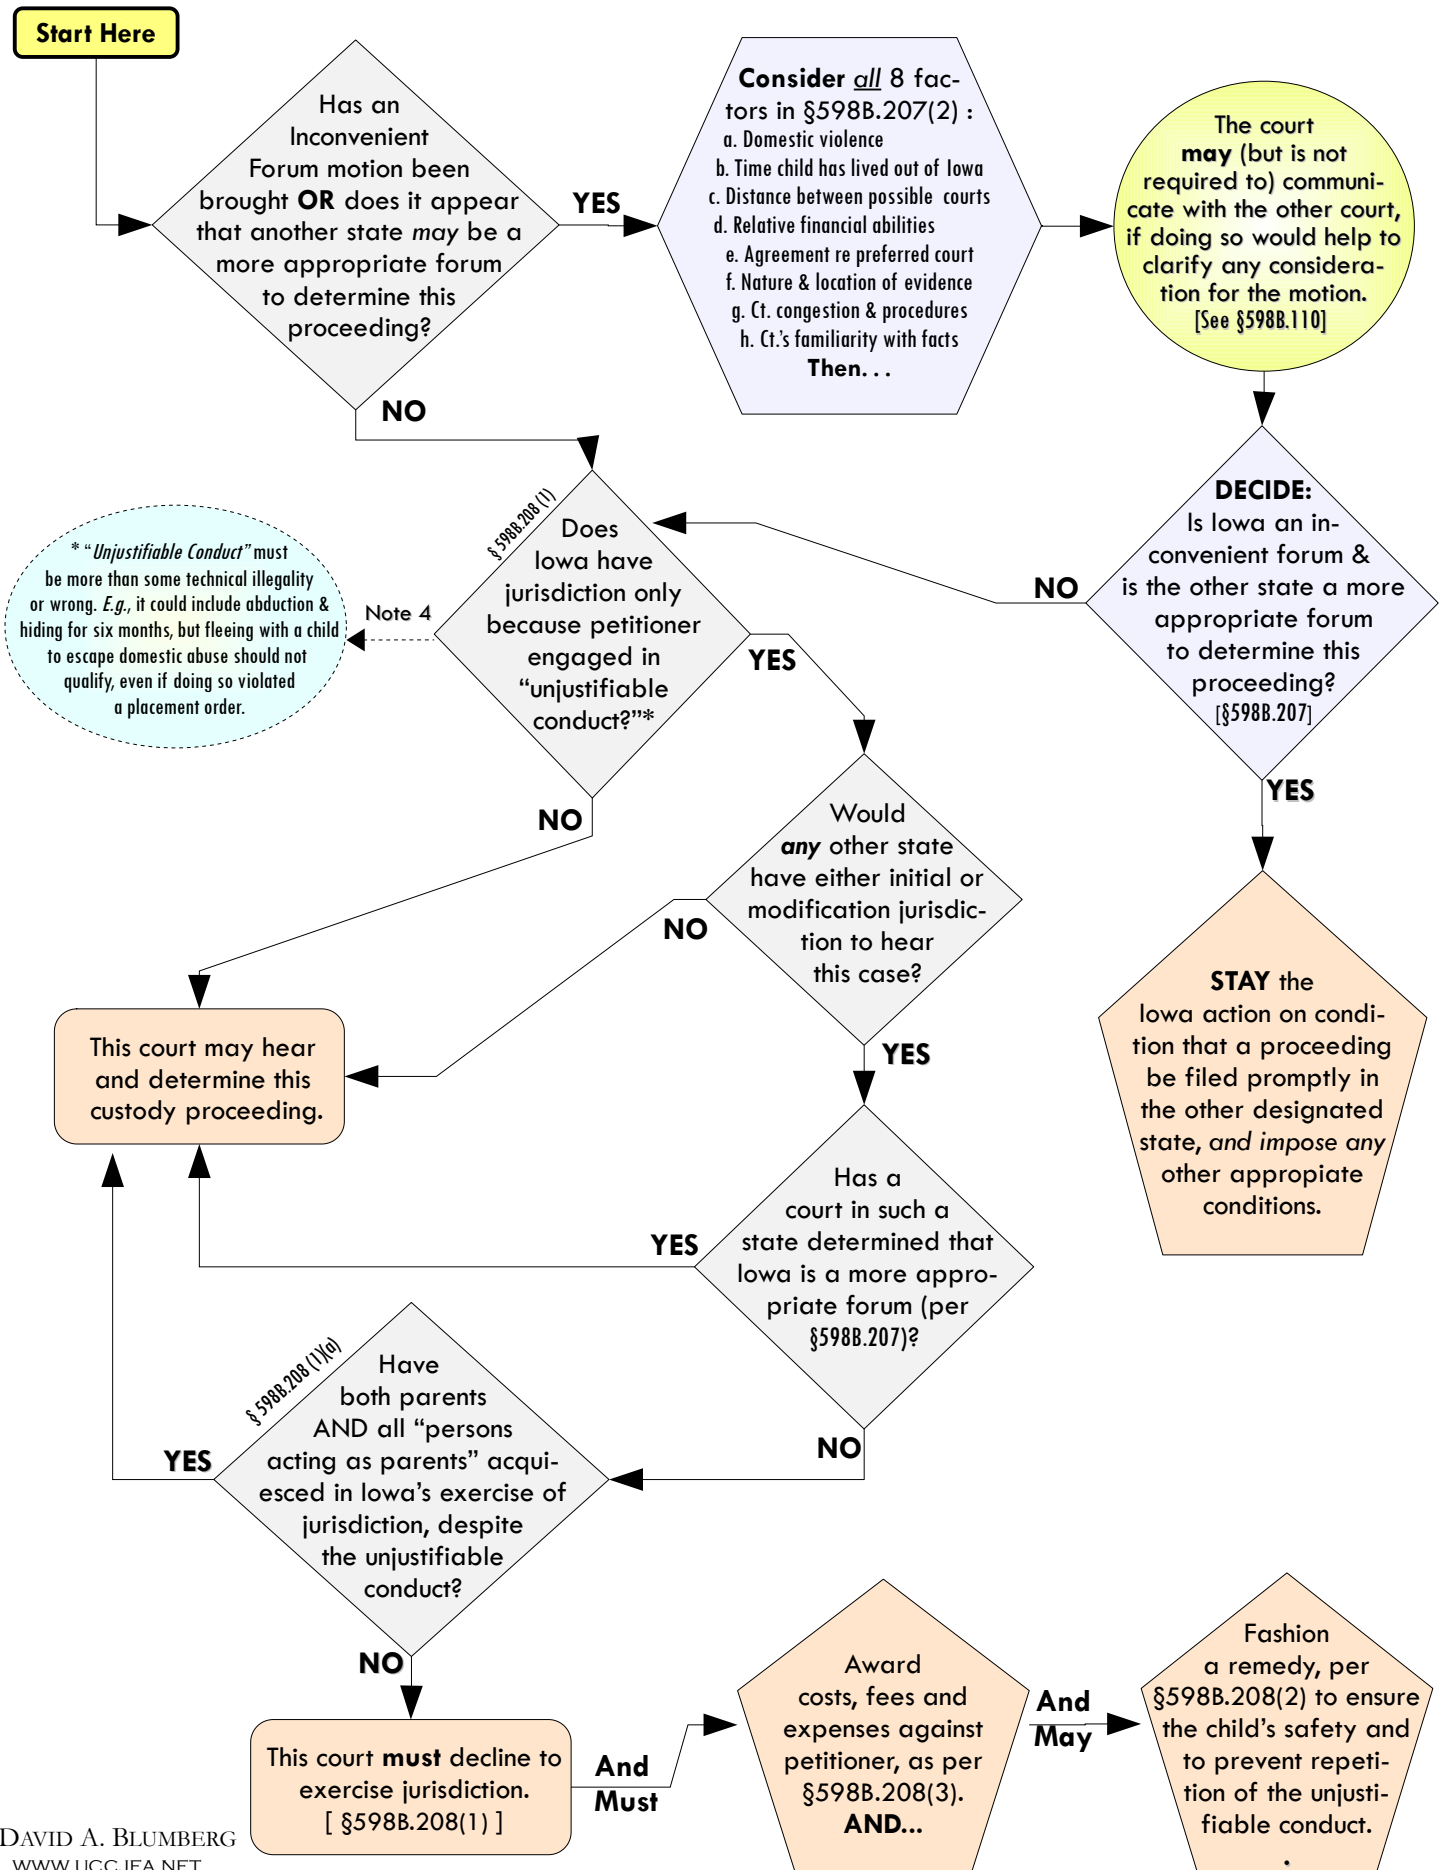 Start Here
Has an
Inconvenient
Forum motion been
brought OR does it appear
that another state may be a
more appropriate forum
to determine this
proceeding?
YES
Consider all 8 fac-
tors in §598B.207(2) :
a. Domestic violence
b. Time child has lived out of Iowa
c. Distance between possible courts
d. Relative financial abilities
e. Agreement re preferred court
f. Nature & location of evidence
g. Ct. congestion & procedures
h. Ct.'s familiarity with facts
Then. . .
The court
may (but is not
required to) communi-
cate with the other court,
if doing so would help to
clarify any considera-
tion for the motion.
[See §598B.110]
NO
DECIDE:
Is Iowa an in-
convenient forum &
is the other state a more
appropriate forum
to determine this
proceeding?
[§598B.207]
NO
YES
§ 598B.208 (1)
Does
Iowa have
jurisdiction only
because petitioner
engaged in
“unjustifiable
conduct?”*
Note 4
* “Unjustifiable Conduct” must
be more than some technical illegality
or wrong. E.g., it could include abduction &
hiding for six months, but fleeing with a child
to escape domestic abuse should not
qualify, even if doing so violated
a placement order.
YES
NO
Would
any other state
have either initial or
modification jurisdic-
tion to hear
this case?
NO
YES
STAY the
Iowa action on condi-
tion that a proceeding
be filed promptly in
the other designated
state, and impose any
other appropiate
conditions.
This court may hear
and determine this
custody proceeding.
Has a
court in such a
state determined that
Iowa is a more appro-
priate forum (per
§598B.207)?
YES
NO
§ 598B.208 (1)(a)
Have
both parents
AND all “persons
acting as parents” acqui-
esced in Iowa's exercise of
jurisdiction, despite
the unjustifiable
conduct?
YES
NO
This court must decline to
exercise jurisdiction.
[ §598B.208(1) ]
And
Must
Award
costs, fees and
expenses against
petitioner, as per
§598B.208(3).
AND...
And
May
Fashion
a remedy, per
§598B.208(2) to ensure
the child's safety and
to prevent repeti-
tion of the unjusti-
fiable conduct.
.
DAVID A. BLUMBERG
WWW.UCCJEA.NET